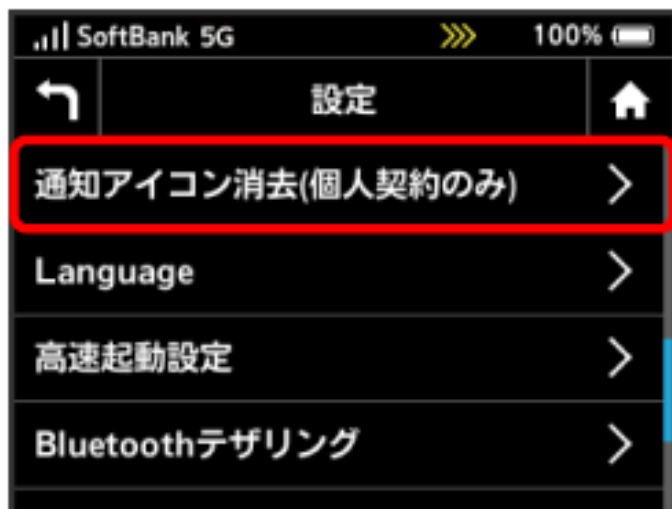 SoftBank 5G 100%
設定
通知アイコン消去(個人契約のみ)
Language
高速起動設定
Bluetoothテザリング